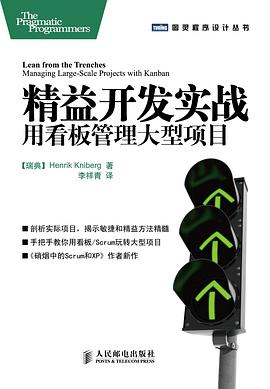 The
Pragmatic
Programmers
TURING
图灵程序设计丛书
Lean from the Trenches
Managing Large-Scale Projects with Kanban
精益开发实战
用看板管理大型项目
【瑞典】Henrik Kniberg 著
李祥青 译
■ 剖析实际项目，揭示敏捷和精益方法精髓
■ 手把手教你用看板/Scrum玩转大型项目
■ 《硝烟中的Scrum和XP》作者新作
人民邮电出版社
POSTS & TELECOM PRESS